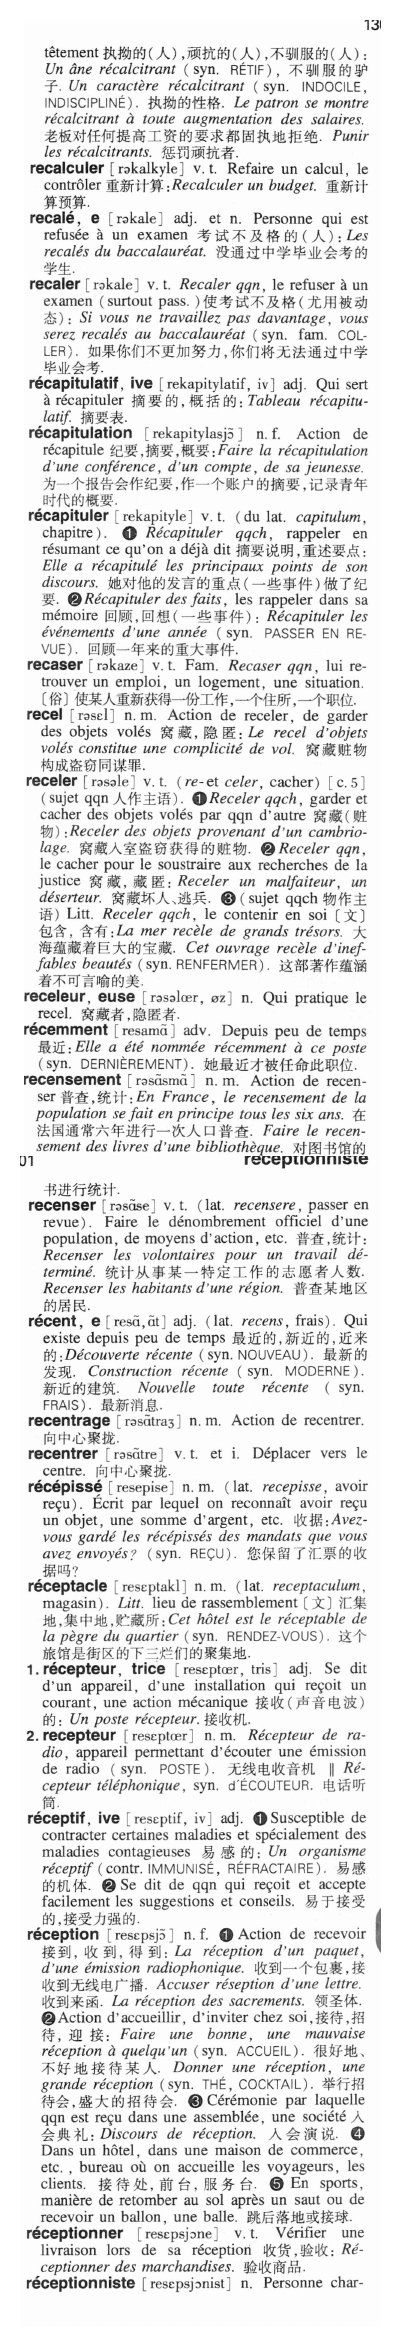 130
têtement 执拗的(人),顽抗的(人),不驯服的(人):
Un âne récalcitrant (syn. RÉTIF), 不驯服的驴
子. Un caractère récalcitrant (syn. INDOCILE,
INDISCIPLINÉ). 执拗的性格. Le patron se montre
récalcitrant à toute augmentation des salaires.
老板对任何提高工资的要求都固执地拒绝. Punir
les récalcitrants. 惩罚顽抗者.
recalculer [rəkalkyle] v. t. Refaire un calcul, le
contrôler 重新计算:Recalculer un budget. 重新计
算预算.
recalé, e [rəkale] adj. et n. Personne qui est
refusée à un examen 考试不及格的(人):Les
recalés du baccalauréat. 没通过中学毕业会考的
学生.
recaler [rəkale] v. t. Recaler qqn, le refuser à un
examen (surtout pass.)使考试不及格(尤用被动
态): Si vous ne travaillez pas davantage, vous
serez recalés au baccalauréat (syn. fam. COL-
LER). 如果你们不更加努力,你们将无法通过中学
毕业会考.
récapitulatif, ive [rekapitylatif, iv] adj. Qui sert
à récapituler 摘要的,概括的:Tableau récapitu-
latif. 摘要表.
récapitulation [rekapitylasjɔ̃] n. f. Action de
récapitule 纪要,摘要,概要:Faire la récapitulation
d'une conférence, d'un compte, de sa jeunesse.
为一个报告会作纪要,作一个账户的摘要,记录青年
时代的概要.
récapituler [rekapityle] v. t. (du lat. capitulum,
chapitre). ❶ Récapituler qqch, rappeler en
résumant ce qu'on a déjà dit 摘要说明,重述要点:
Elle a récapitulé les principaux points de son
discours. 她对他的发言的重点(一些事件)做了纪
要. ❷Récapituler des faits, les rappeler dans sa
mémoire 回顾,回想(一些事件): Récapituler les
événements d'une année (syn. PASSER EN RE-
VUE). 回顾一年来的重大事件.
recaser [rəkaze] v. t. Fam. Recaser qqn, lui re-
trouver un emploi, un logement, une situation.
〔俗〕使某人重新获得一份工作,一个住所,一个职位.
recel [rəsɛl] n. m. Action de receler, de garder
des objets volés 窝藏,隐匿:Le recel d'objets
volés constitue une complicité de vol. 窝藏赃物
构成盗窃同谋罪.
receler [rəsəle] v. t. (re-et celer, cacher) [c. 5]
(sujet qqn 人作主语). ❶Receler qqch, garder et
cacher des objets volés par qqn d'autre 窝藏(赃
物):Receler des objets provenant d'un cambrio-
lage. 窝藏入室盗窃获得的赃物. ❷ Receler qqn,
le cacher pour le soustraire aux recherches de la
justice 窝藏,藏匿: Receler un malfaiteur, un
déserteur. 窝藏坏人、逃兵. ❸ (sujet qqch 物作主
语) Litt. Receler qqch, le contenir en soi〔文〕
包含,含有:La mer recèle de grands trésors. 大
海蕴藏着巨大的宝藏. Cet ouvrage recèle d'inef-
fables beautés (syn. RENFERMER). 这部著作蕴涵
着不可言喻的美.
receleur, euse [rəsəlœr, øz] n. Qui pratique le
recel. 窝藏者,隐匿者.
récemment [resamɑ̃] adv. Depuis peu de temps
最近:Elle a été nommée récemment à ce poste
(syn. DERNIÈREMENT). 她最近才被任命此职位.
recensement [rəsɑ̃smɑ̃] n. m. Action de recen-
ser 普查,统计:En France, le recensement de la
population se fait en principe tous les six ans. 在
法国通常六年进行一次人口普查. Faire le recen-
sement des livres d'une bibliothèque. 对图书馆的
01 réceptionniste
书进行统计.
recenser [rəsɑ̃se] v. t. (lat. recensere, passer en
revue). Faire le dénombrement officiel d'une
population, de moyens d'action, etc. 普查,统计:
Recenser les volontaires pour un travail dé-
terminé. 统计从事某一特定工作的志愿者人数.
Recenser les habitants d'une région. 普查某地区
的居民.
récent, e [resɑ̃, ɑ̃t] adj. (lat. recens, frais). Qui
existe depuis peu de temps 最近的,新近的,近来
的:Découverte récente (syn. NOUVEAU). 最新的
发现. Construction récente (syn. MODERNE).
新近的建筑. Nouvelle toute récente (syn.
FRAIS). 最新消息.
recentrage [rəsɑ̃traʒ] n. m. Action de recentrer.
向中心聚拢.
recentrer [rəsɑ̃tre] v. t. et i. Déplacer vers le
centre. 向中心聚拢.
récépissé [resepise] n. m. (lat. recepisse, avoir
reçu). Écrit par lequel on reconnaît avoir reçu
un objet, une somme d'argent, etc. 收据:Avez-
vous gardé les récépissés des mandats que vous
avez envoyés? (syn. REÇU). 您保留了汇票的收
据吗?
réceptacle [resɛptakl] n. m. (lat. receptaculum,
magasin). Litt. lieu de rassemblement〔文〕汇集
地,集中地,贮藏所:Cet hôtel est le réceptable de
la pègre du quartier (syn. RENDEZ-VOUS). 这个
旅馆是街区的下三烂们的聚集地.
1. récepteur, trice [resɛptœr, tris] adj. Se dit
d'un appareil, d'une installation qui reçoit un
courant, une action mécanique 接收(声音电波)
的: Un poste récepteur. 接收机.
2. recepteur [resɛptœr] n. m. Récepteur de ra-
dio, appareil permettant d'écouter une émission
de radio (syn. POSTE). 无线电收音机 ‖ Ré-
cepteur téléphonique, syn. d'ÉCOUTEUR. 电话听
筒.
réceptif, ive [resɛptif, iv] adj. ❶Susceptible de
contracter certaines maladies et spécialement des
maladies contagieuses 易感的: Un organisme
réceptif (contr. IMMUNISÉ, RÉFRACTAIRE). 易感
的机体. ❷ Se dit de qqn qui reçoit et accepte
facilement les suggestions et conseils. 易于接受
的,接受力强的.
réception [resɛpsjɔ̃] n. f. ❶ Action de recevoir
接到,收到,得到: La réception d'un paquet,
d'une émission radiophonique. 收到一个包裹,接
收到无线电广播. Accuser réseption d'une lettre.
收到来函. La réception des sacrements. 领圣体.
❷Action d'accueillir, d'inviter chez soi,接待,招
待,迎接: Faire une bonne, une mauvaise
réception à quelqu'un (syn. ACCUEIL). 很好地、
不好地接待某人. Donner une réception, une
grande réception (syn. THÉ, COCKTAIL). 举行招
待会,盛大的招待会. ❸ Cérémonie par laquelle
qqn est reçu dans une assemblée, une société 入
会典礼: Discours de réception. 入会演说. ❹
Dans un hôtel, dans une maison de commerce,
etc., bureau où on accueille les voyageurs, les
clients. 接待处,前台,服务台. ❺ En sports,
manière de retomber au sol après un saut ou de
recevoir un ballon, une balle. 跳后落地或接球.
réceptionner [resɛpsjɔne] v. t. Vérifier une
livraison lors de sa réception 收货,验收: Ré-
ceptionner des marchandises. 验收商品.
réceptionniste [resɛpsjɔnist] n. Personne char-